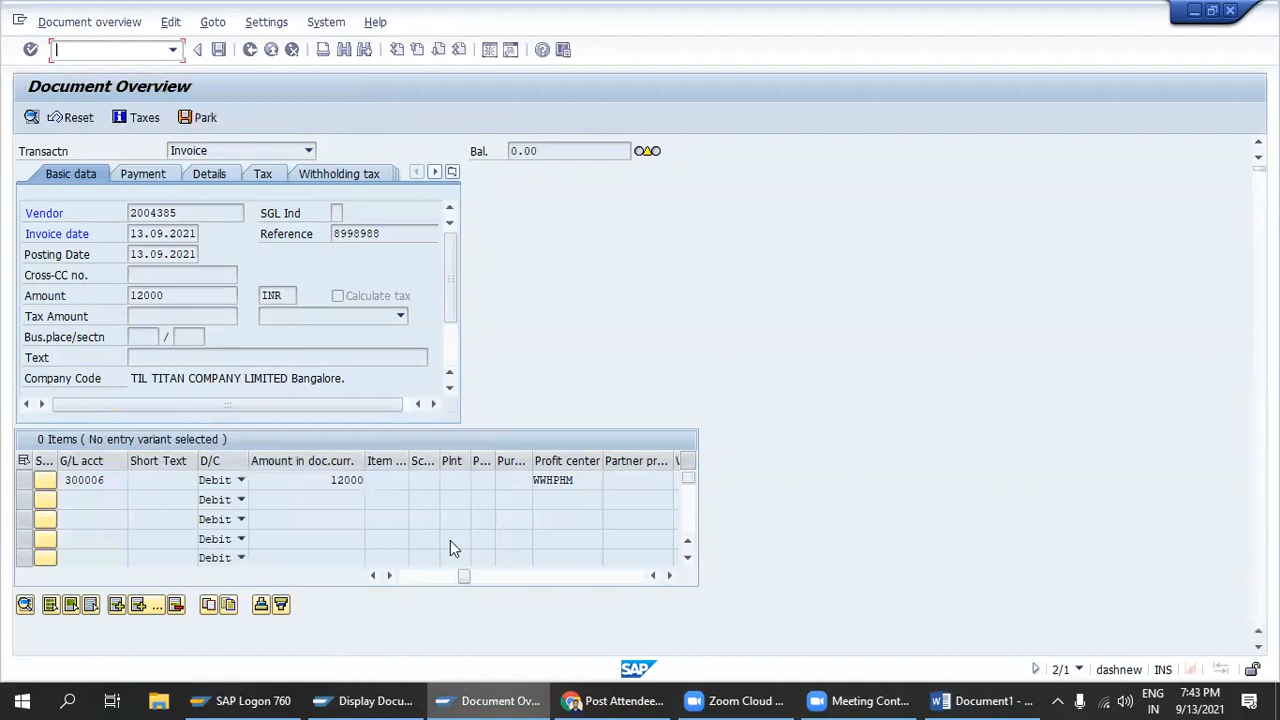 Document overview Edit Goto Settings System Help
Document Overview
Reset Taxes Park
Transactn Invoice Bal. 0.00
Basic data Payment Details Tax Withholding tax
Vendor 2004385 SGL Ind
Invoice date 13.09.2021 Reference 8998988
Posting Date 13.09.2021
Cross-CC no.
Amount 12000 INR Calculate tax
Tax Amount
Bus.place/sectn /
Text
Company Code TIL TITAN COMPANY LIMITED Bangalore.
0 Items ( No entry variant selected )
S... G/L acct Short Text D/C Amount in doc.curr. Item ... Sc... Plnt P... Pur... Profit center Partner pr...
300006 Debit 12000 WWHPHM
Debit
Debit
Debit
Debit
...
SAP 2/1 dashnew INS
SAP Logon 760 Display Docu... Document Ov... Post Attendee... Zoom Cloud ... Meeting Cont... Document1 - ... ENG 7:43 PM
IN 9/13/2021